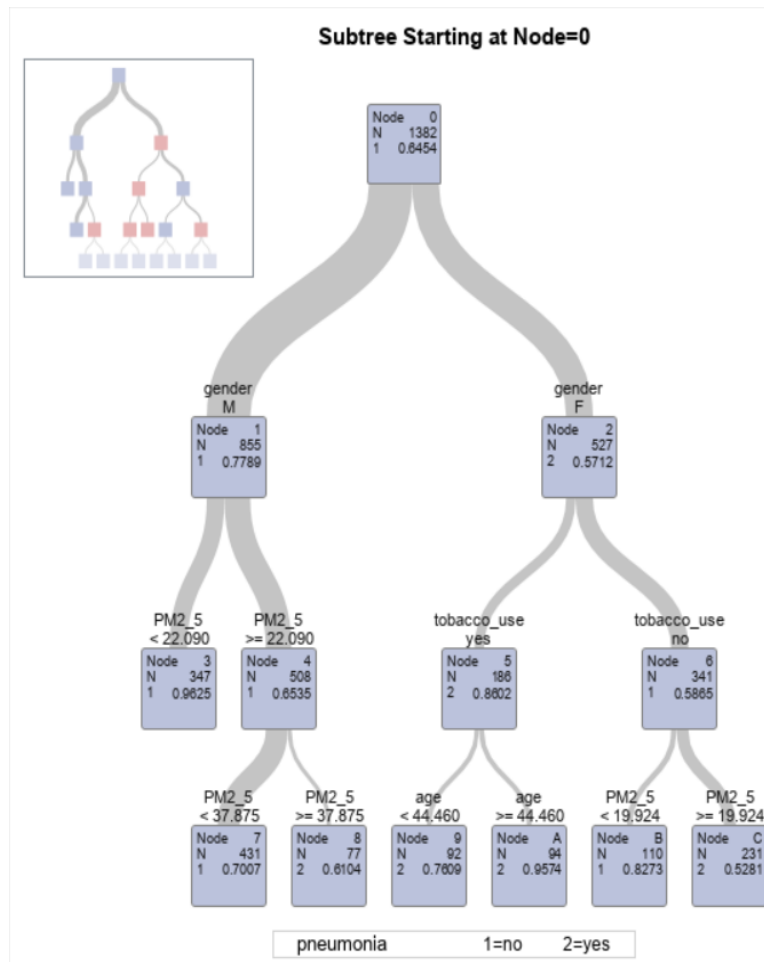 Subtree Starting at Node=0
Node 0
N 1382
1 0.6454
gender
M
Node 1
N 855
1 0.7789
gender
F
Node 2
N 527
2 0.5712
PM2_5
< 22.090
Node 3
N 347
1 0.9625
PM2_5
>= 22.090
Node 4
N 508
1 0.6535
tobacco_use
yes
Node 5
N 186
2 0.8602
tobacco_use
no
Node 6
N 341
1 0.5865
PM2_5
< 37.875
Node 7
N 431
1 0.7007
PM2_5
>= 37.875
Node 8
N 77
2 0.6104
age
< 44.460
Node 9
N 92
2 0.7609
age
>= 44.460
Node A
N 94
2 0.9574
PM2_5
< 19.924
Node B
N 110
1 0.8273
PM2_5
>= 19.924
Node C
N 231
2 0.5281
pneumonia 1=no 2=yes